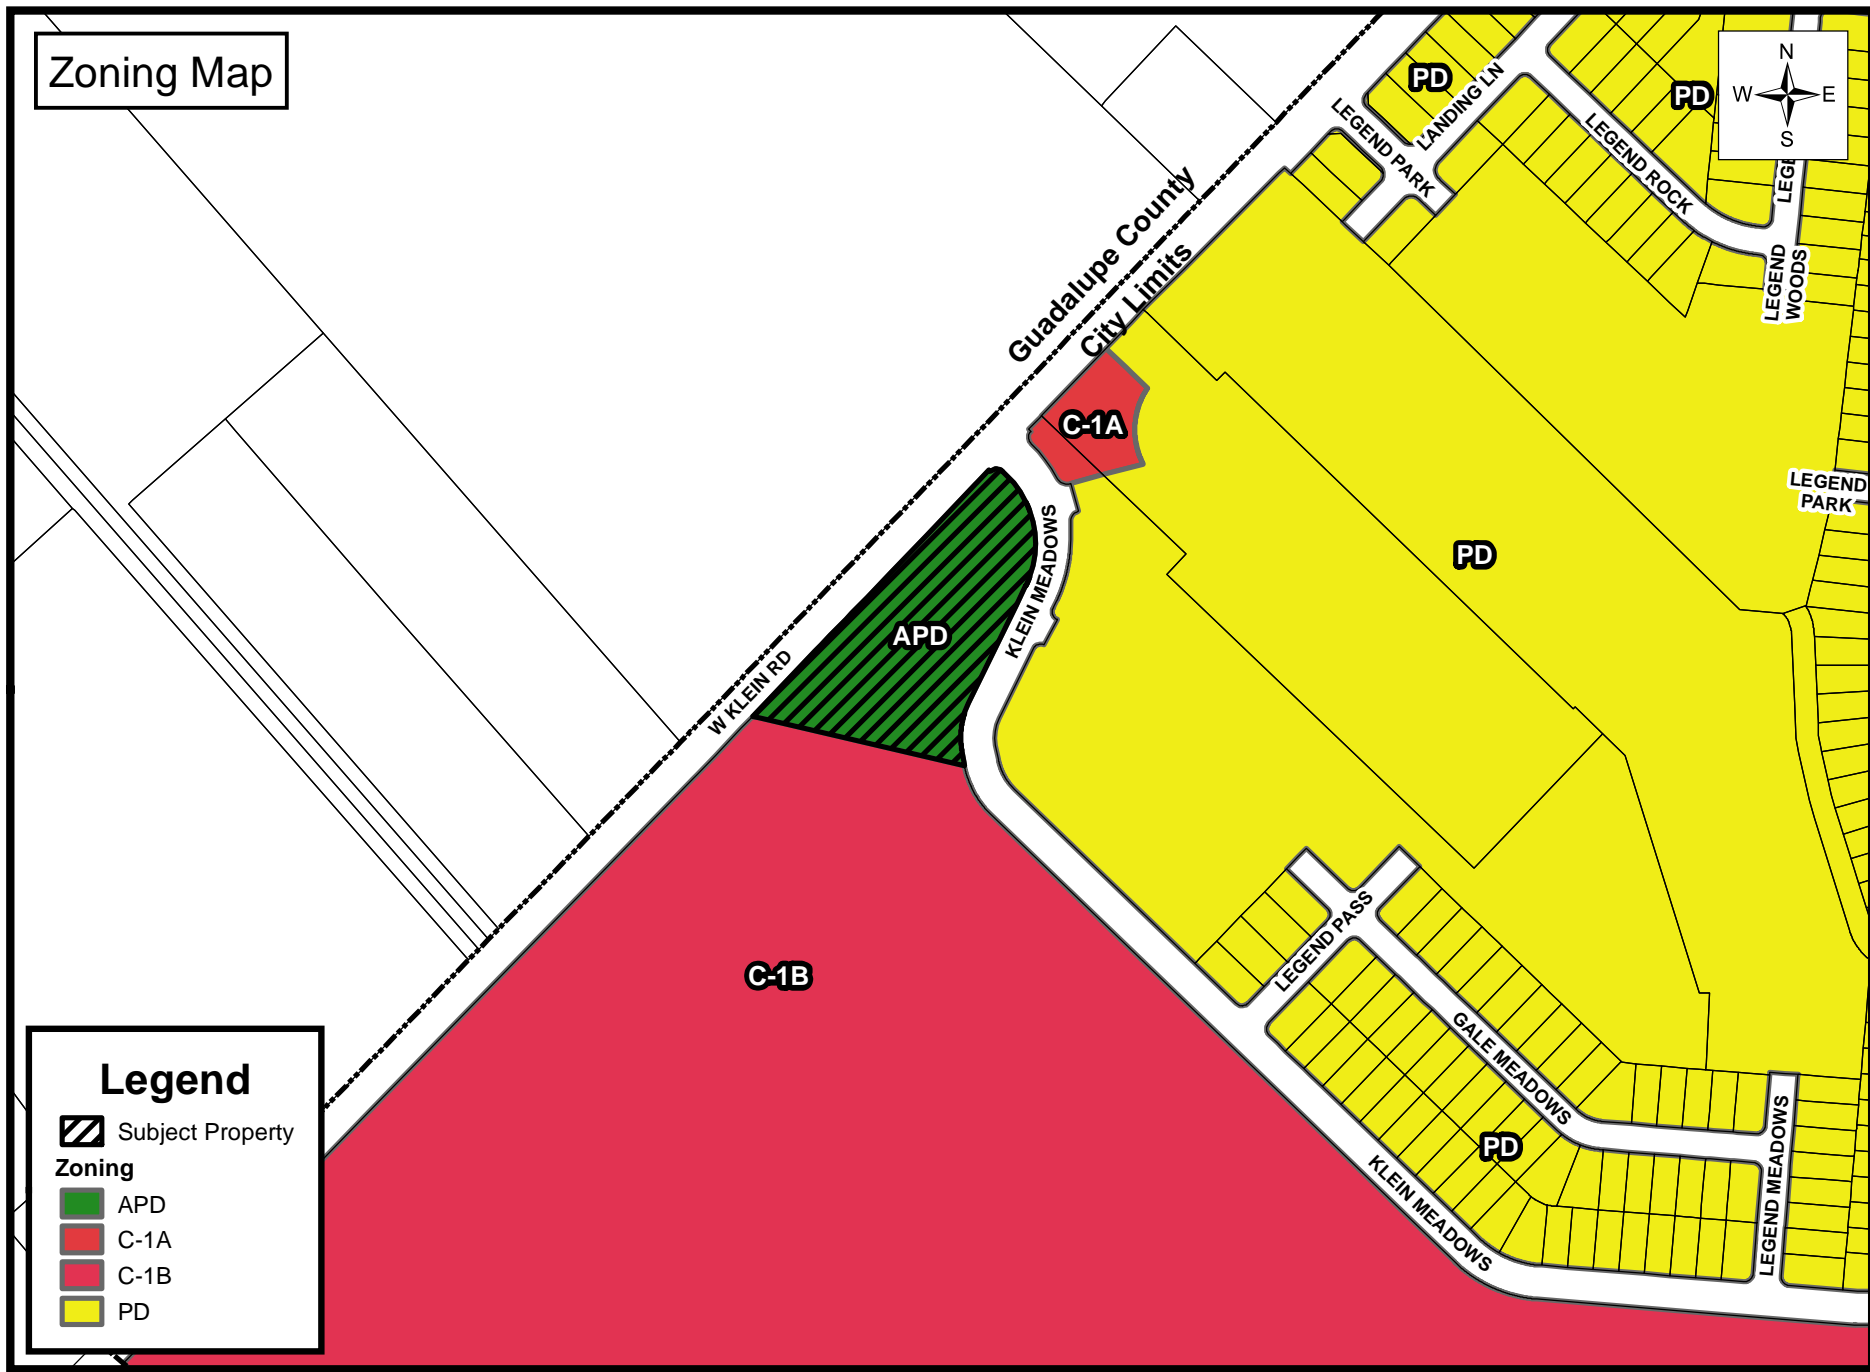 Zoning Map
N
W E
S
PD
PD
LANDING LN
LEGEND PARK
LEGEND ROCK
LEGEND
WOODS
Guadalupe County
City Limits
C-1A
LEGEND
PARK
PD
KLEIN MEADOWS
APD
W KLEIN RD
C-1B
LEGEND PASS
GALE MEADOWS
PD
KLEIN MEADOWS
LEGEND MEADOWS
Legend
Subject Property
Zoning
APD
C-1A
C-1B
PD